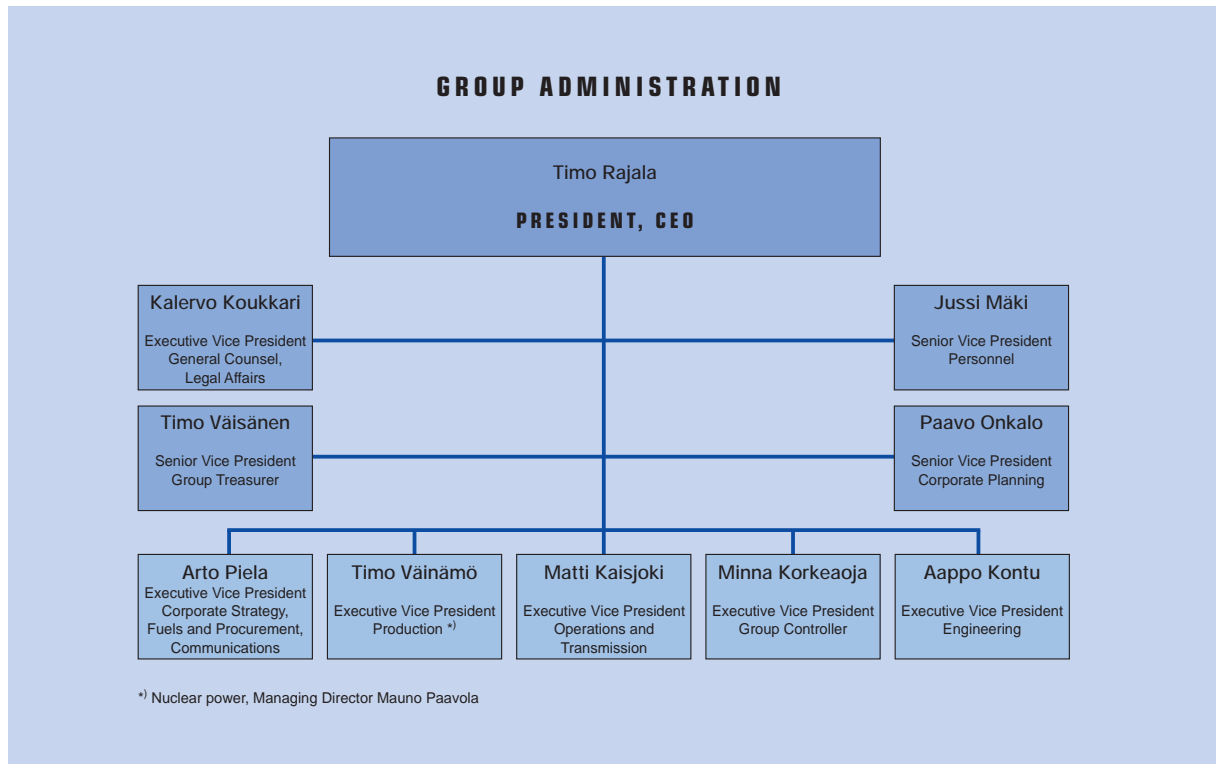 GROUP ADMINISTRATION
Timo Rajala
PRESIDENT, CEO
Kalervo Koukkari
Executive Vice President
General Counsel,
Legal Affairs
Jussi Mäki
Senior Vice President
Personnel
Timo Väisänen
Senior Vice President
Group Treasurer
Paavo Onkalo
Senior Vice President
Corporate Planning
Arto Piela
Executive Vice President
Corporate Strategy,
Fuels and Procurement,
Communications
Timo Väinämö
Executive Vice President
Production *)
Matti Kaisjoki
Executive Vice President
Operations and
Transmission
Minna Korkeaoja
Executive Vice President
Group Controller
Aappo Kontu
Executive Vice President
Engineering
*) Nuclear power, Managing Director Mauno Paavola